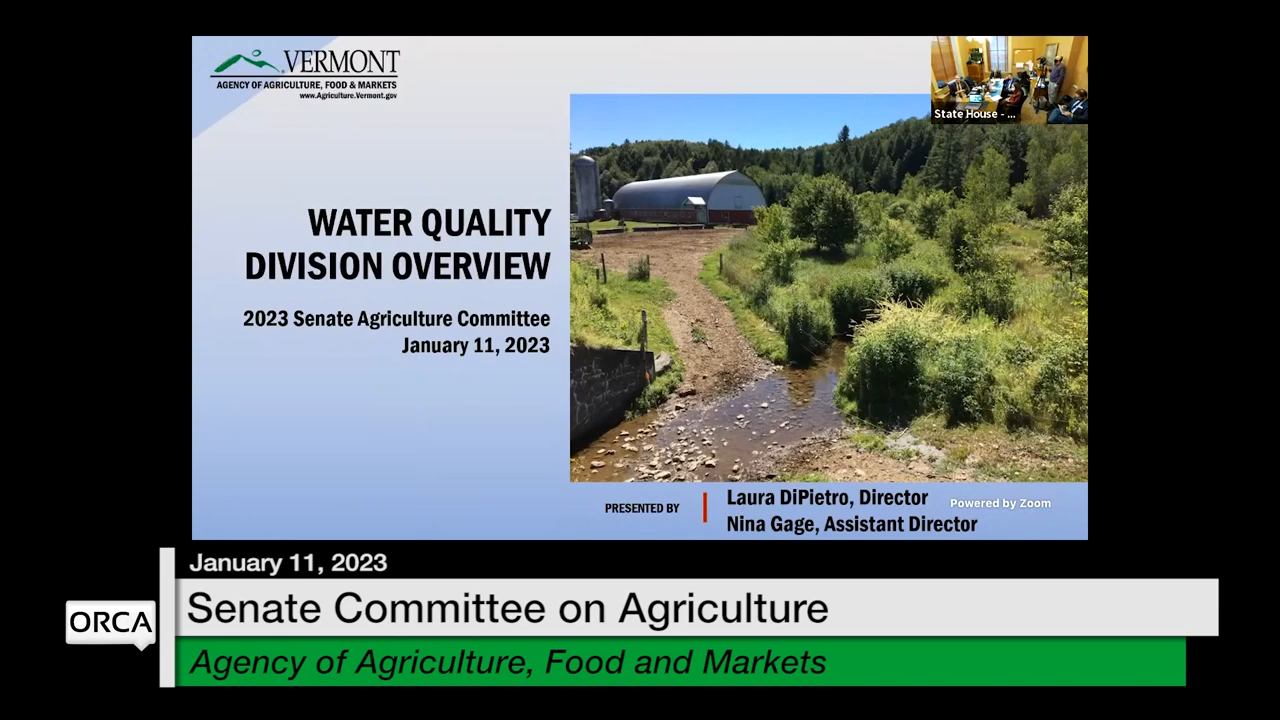 VERMONT
AGENCY OF AGRICULTURE, FOOD & MARKETS
www.Agriculture.Vermont.gov
State House - ...
WATER QUALITY
DIVISION OVERVIEW
2023 Senate Agriculture Committee
January 11, 2023
PRESENTED BY
Laura DiPietro, Director
Nina Gage, Assistant Director
Powered by Zoom
January 11, 2023
ORCA
Senate Committee on Agriculture
Agency of Agriculture, Food and Markets